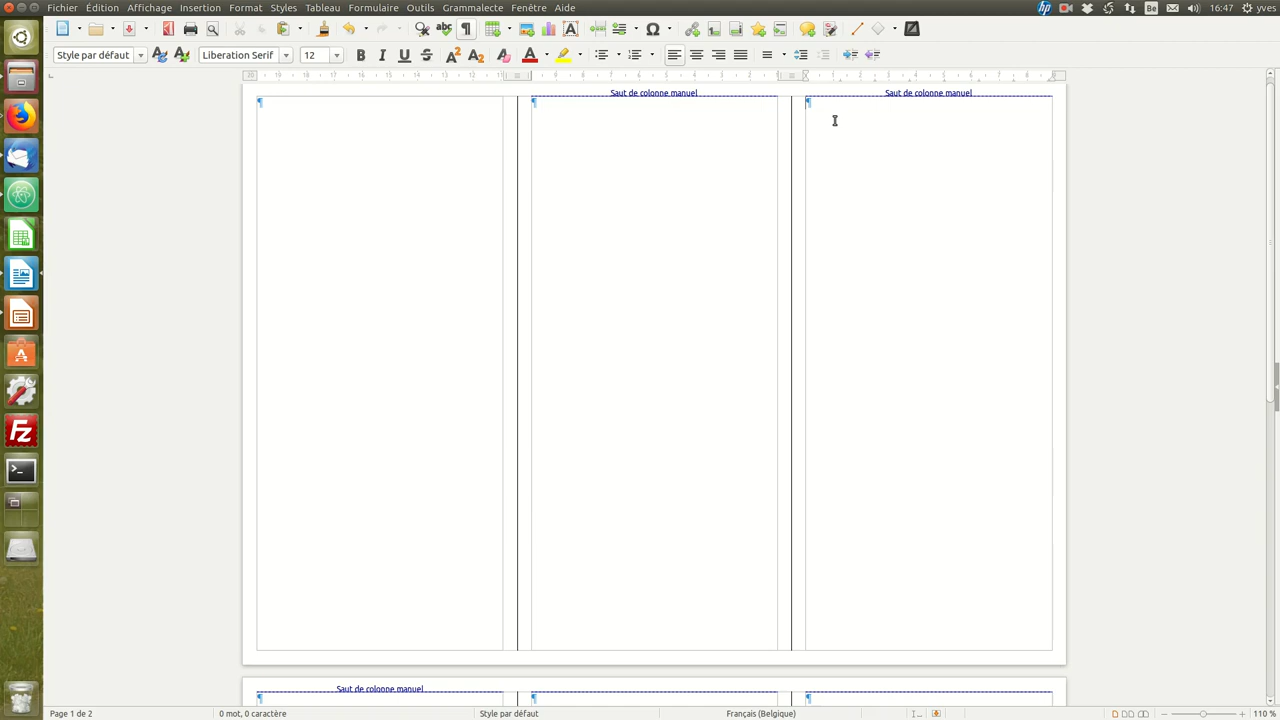 Fichier Édition Affichage Insertion Format Styles Tableau Formulaire Outils Grammalecte Fenêtre Aide
Be 16:47 yves
Style par défaut Liberation Serif 12
Saut de colonne manuel Saut de colonne manuel
Saut de colonne manuel
Page 1 de 2 0 mot, 0 caractère Style par défaut Français (Belgique) 110 %